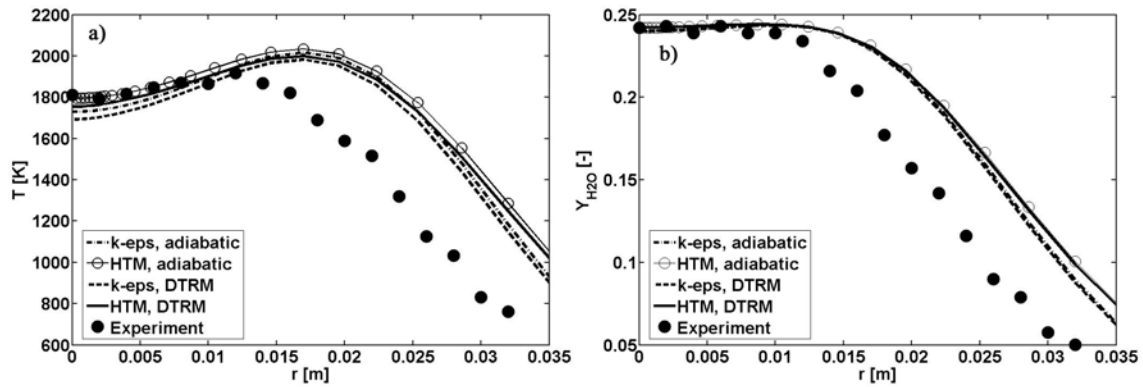 a)
T [K]
2200
2000
1800
1600
1400
1200
1000
800
600
k-eps, adiabatic
HTM, adiabatic
k-eps, DTRM
HTM, DTRM
Experiment
0 0.005 0.01 0.015 0.02 0.025 0.03 0.035
r [m]
b)
Y_H2O [-]
0.25
0.2
0.15
0.1
0.05
k-eps, adiabatic
HTM, adiabatic
k-eps, DTRM
HTM, DTRM
Experiment
0 0.005 0.01 0.015 0.02 0.025 0.03 0.035
r [m]